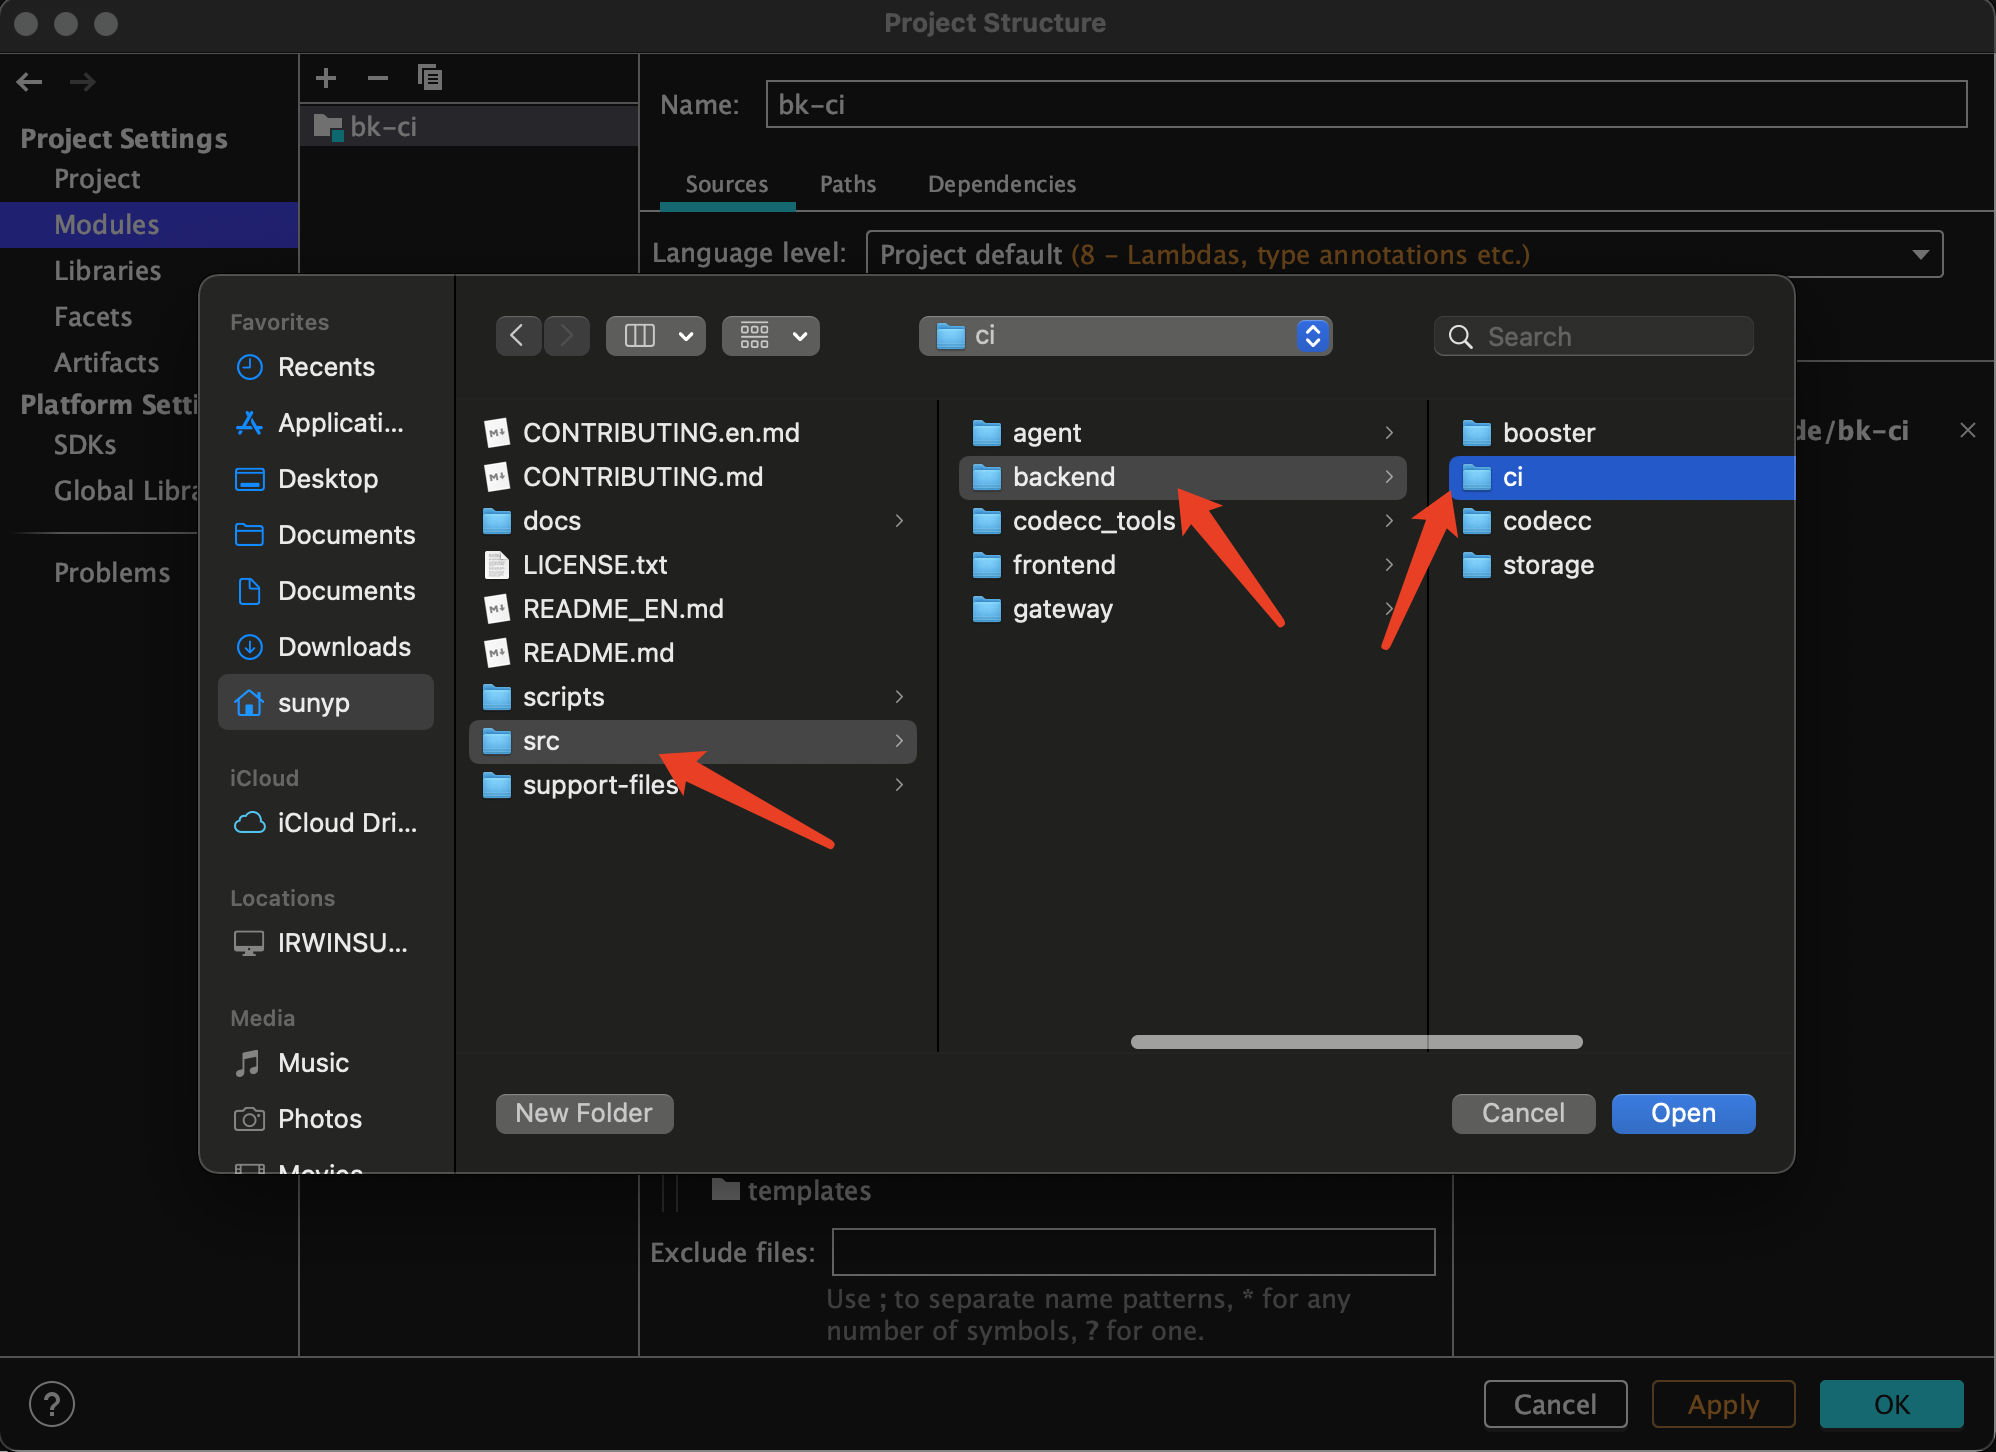 Project Structure
Project Settings
Project
Modules
Libraries
Facets
Artifacts
Platform Setti
SDKs
Global Libra
Problems
bk-ci
Name:
bk-ci
Sources
Paths
Dependencies
Language level:
Project default (8 - Lambdas, type annotations etc.)
de/bk-ci
Favorites
Recents
Applicati...
Desktop
Documents
Documents
Downloads
sunyp
iCloud
iCloud Dri...
Locations
IRWINSU...
Media
Music
Photos
Movies
ci
Search
CONTRIBUTING.en.md
CONTRIBUTING.md
docs
LICENSE.txt
README_EN.md
README.md
scripts
src
support-files
agent
backend
codecc_tools
frontend
gateway
booster
ci
codecc
storage
New Folder
Cancel
Open
templates
Exclude files:
Use ; to separate name patterns, * for any
number of symbols, ? for one.
?
Cancel
Apply
OK